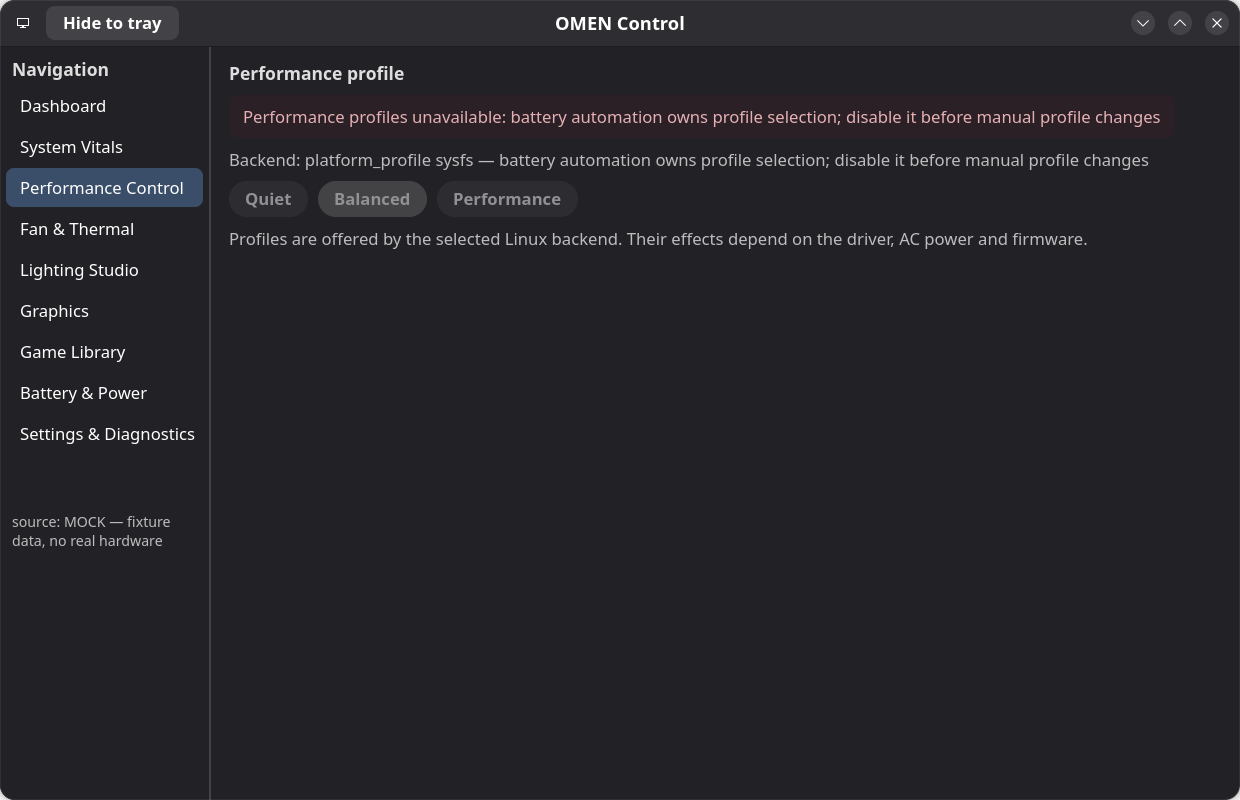 Hide to tray
OMEN Control
Navigation
Dashboard
System Vitals
Performance Control
Fan & Thermal
Lighting Studio
Graphics
Game Library
Battery & Power
Settings & Diagnostics
source: MOCK — fixture
data, no real hardware
Performance profile
Performance profiles unavailable: battery automation owns profile selection; disable it before manual profile changes
Backend: platform_profile sysfs — battery automation owns profile selection; disable it before manual profile changes
Quiet
Balanced
Performance
Profiles are offered by the selected Linux backend. Their effects depend on the driver, AC power and firmware.